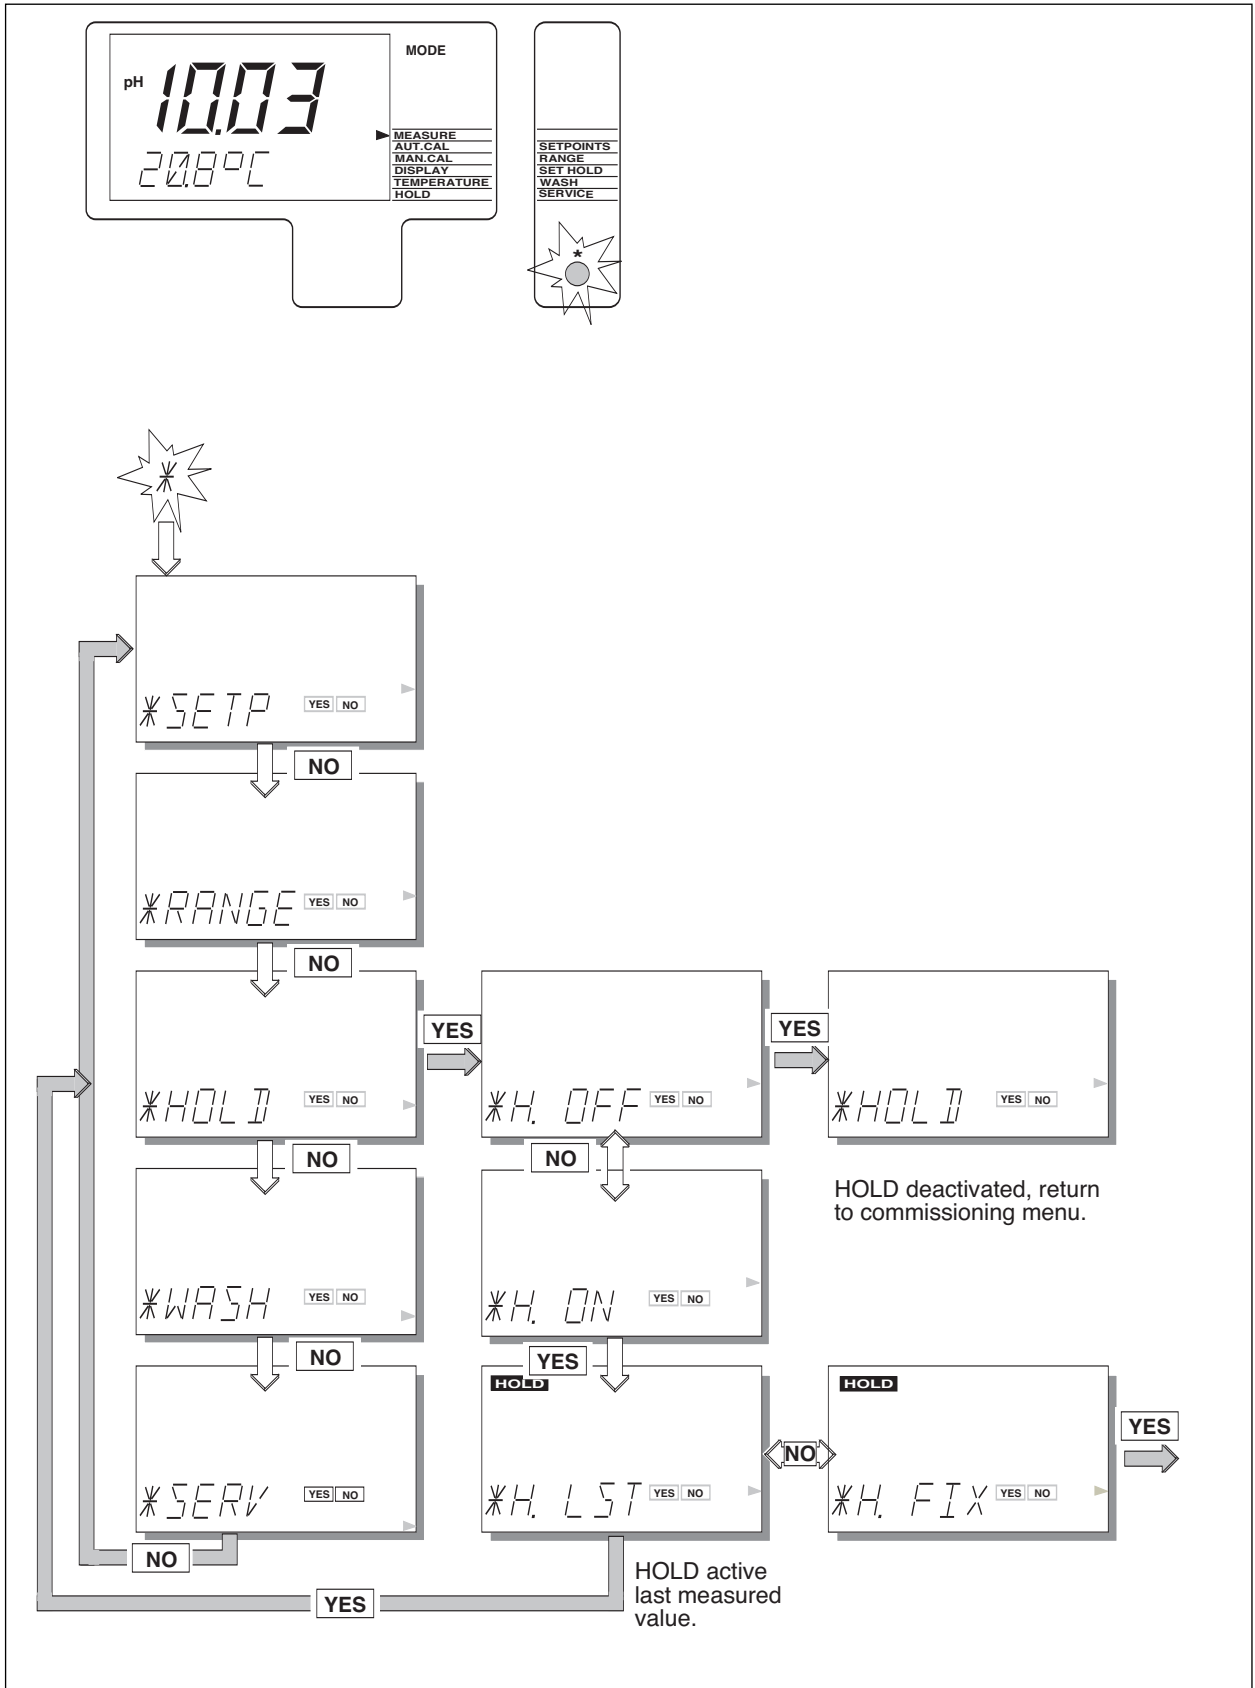 MODE
pH 10.03
20.8°C
MEASURE
AUT.CAL
MAN.CAL
DISPLAY
TEMPERATURE
HOLD
SETPOINTS
RANGE
SET HOLD
WASH
SERVICE
*
*
*SETP YES NO
NO
*RANGE YES NO
NO
*HOLD YES NO
YES
*H. OFF YES NO
YES
*HOLD YES NO
HOLD deactivated, return
to commissioning menu.
NO
NO
*WASH YES NO
*H. ON YES NO
NO
YES
*SERV YES NO
HOLD
*H. LST YES NO
NO
HOLD
*H. FIX YES NO
YES
NO
HOLD active
last measured
value.
YES